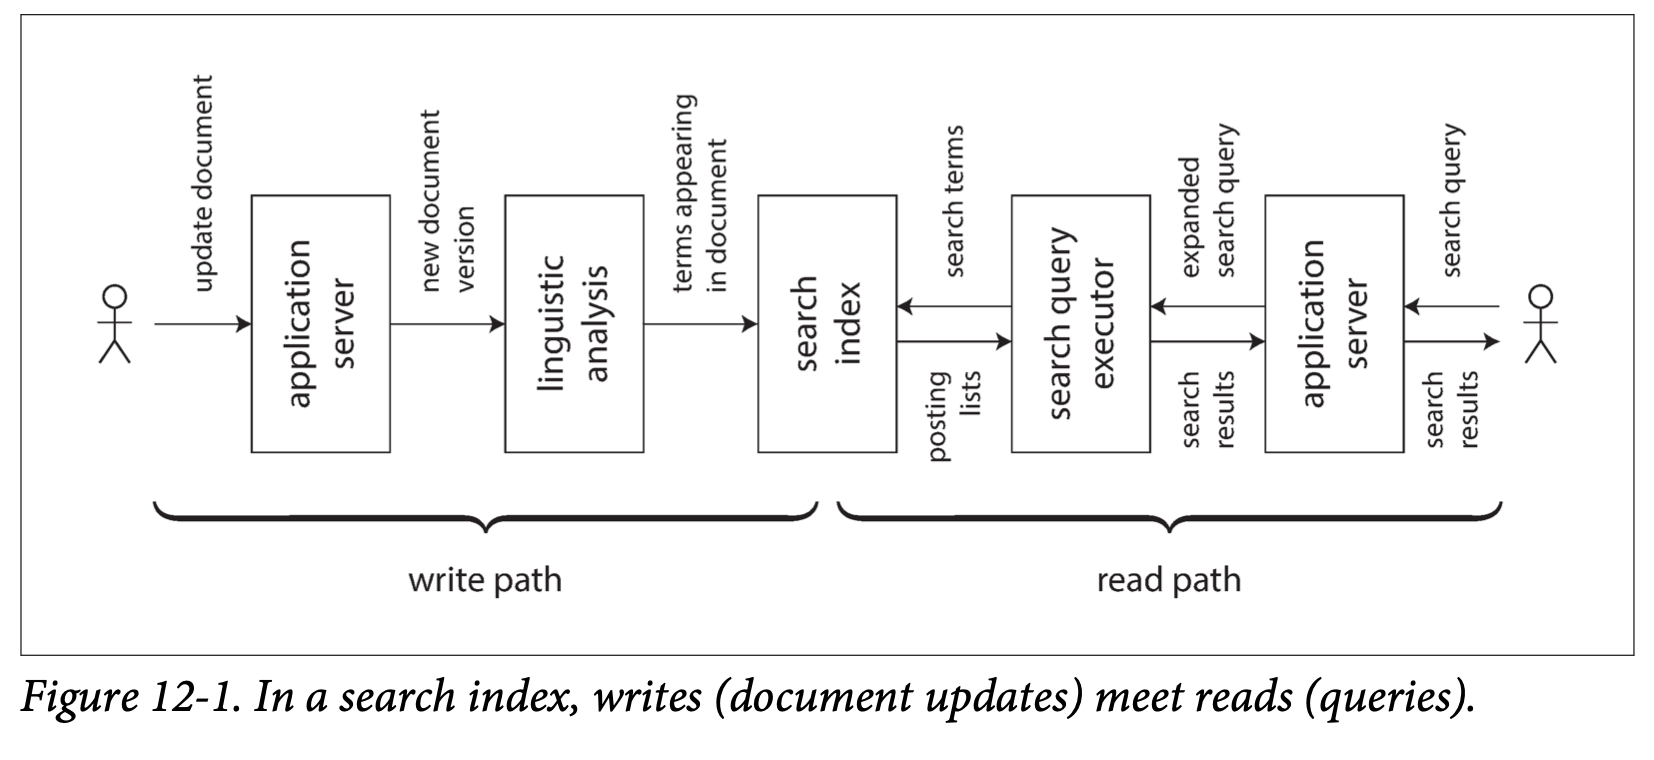 update document
application
server
new document
version
linguistic
analysis
terms appearing
in document
search
index
search terms
posting
lists
search query
executor
expanded
search query
search
results
application
server
search query
search
results
write path
read path
Figure 12-1. In a search index, writes (document updates) meet reads (queries).